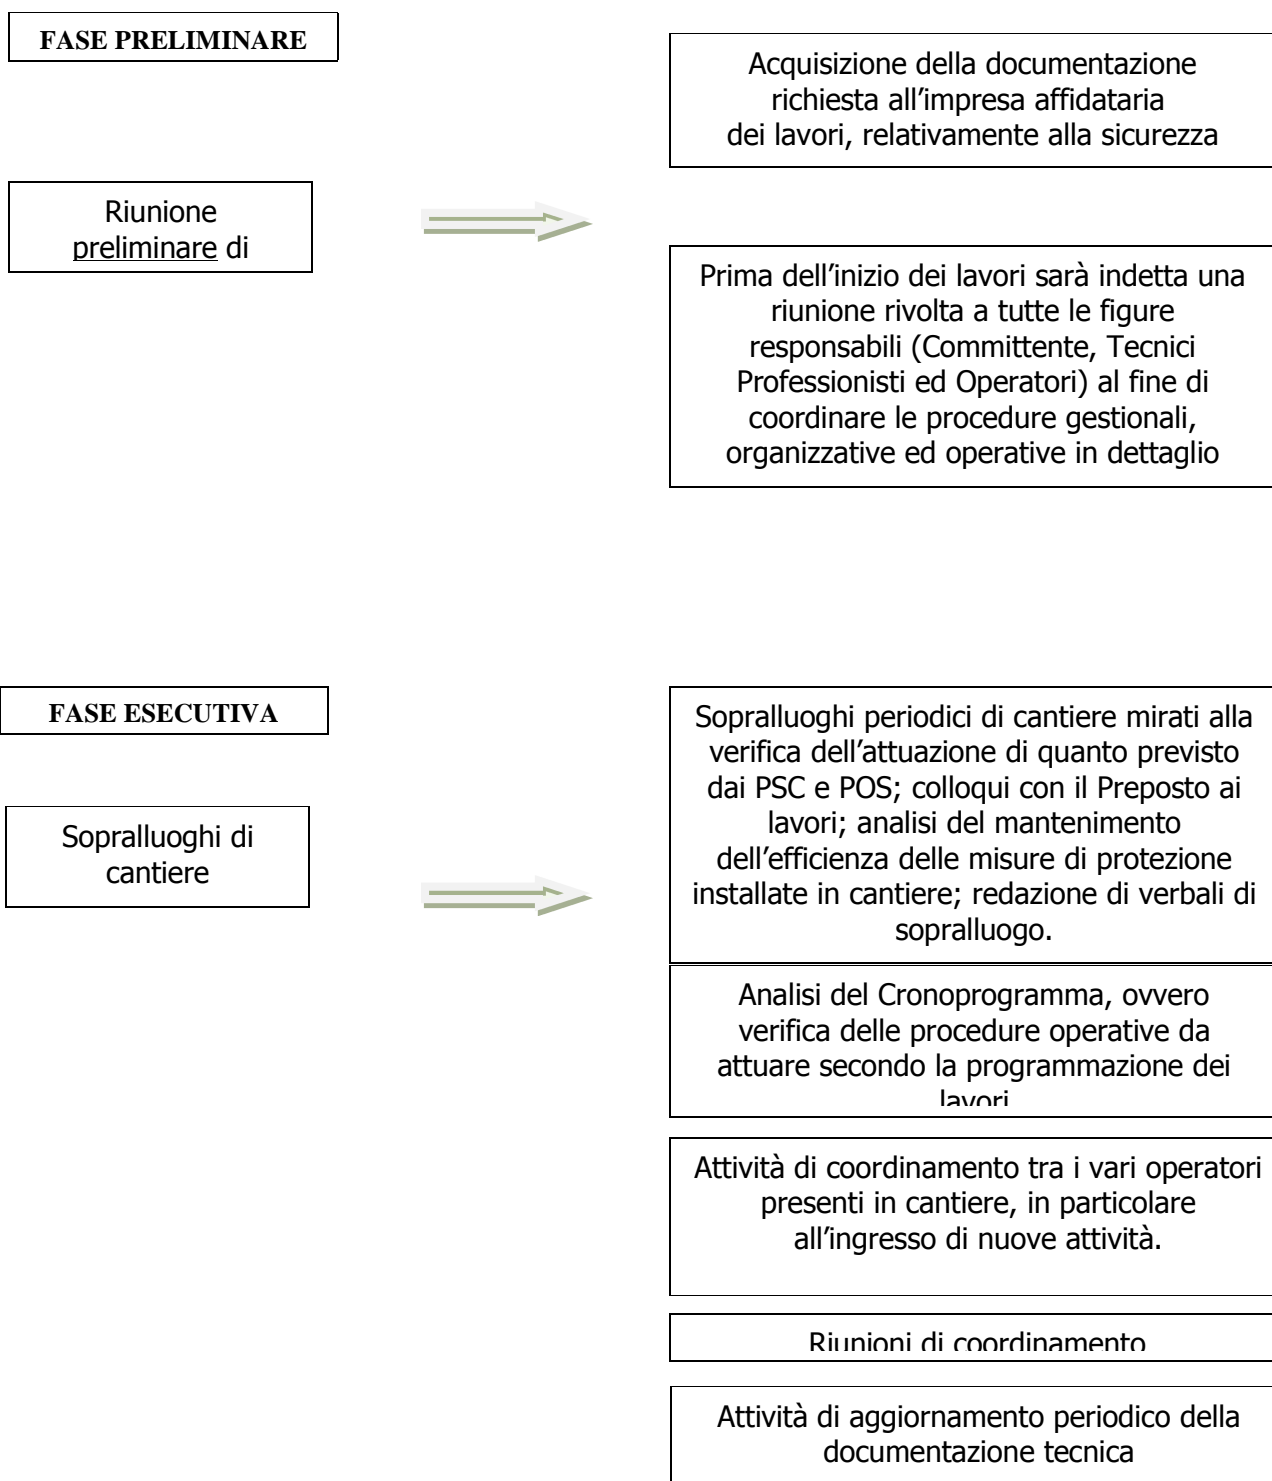 FASE PRELIMINARE
Acquisizione della documentazione
richiesta all’impresa affidataria
dei lavori, relativamente alla sicurezza
Riunione
preliminare di
Prima dell’inizio dei lavori sarà indetta una
riunione rivolta a tutte le figure
responsabili (Committente, Tecnici
Professionisti ed Operatori) al fine di
coordinare le procedure gestionali,
organizzative ed operative in dettaglio
FASE ESECUTIVA
Sopralluoghi di
cantiere
Sopralluoghi periodici di cantiere mirati alla
verifica dell’attuazione di quanto previsto
dai PSC e POS; colloqui con il Preposto ai
lavori; analisi del mantenimento
dell’efficienza delle misure di protezione
installate in cantiere; redazione di verbali di
sopralluogo.
Analisi del Cronoprogramma, ovvero
verifica delle procedure operative da
attuare secondo la programmazione dei
lavori
Attività di coordinamento tra i vari operatori
presenti in cantiere, in particolare
all’ingresso di nuove attività.
Riunioni di coordinamento
Attività di aggiornamento periodico della
documentazione tecnica